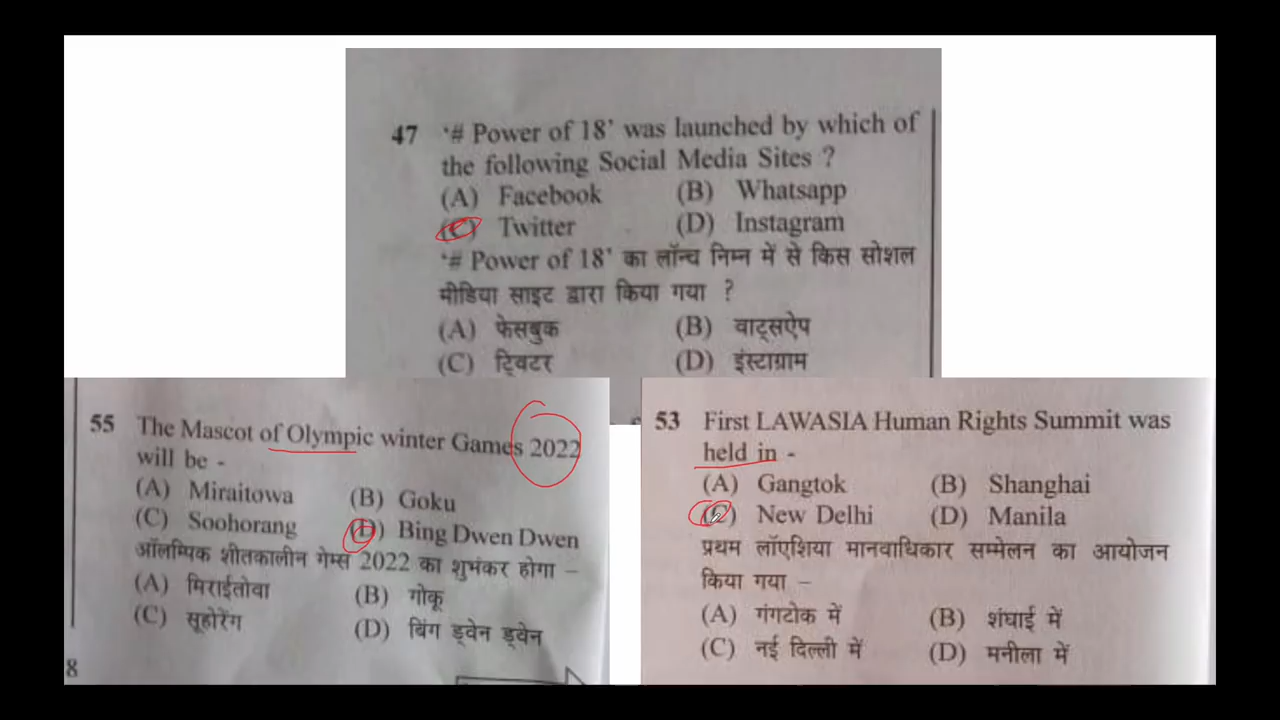 47 '# Power of 18' was launched by which of
the following Social Media Sites ?
(A) Facebook (B) Whatsapp
(C) Twitter (D) Instagram
'# Power of 18' का लॉन्च निम्न में से किस सोशल
मीडिया साइट द्वारा किया गया ?
(A) फेसबुक (B) वाट्सऐप
(C) ट्विटर (D) इंस्टाग्राम
55 The Mascot of Olympic winter Games 2022
will be -
(A) Miraitowa (B) Goku
(C) Soohorang (D) Bing Dwen Dwen
ऑलम्पिक शीतकालीन गेम्स 2022 का शुभंकर होगा –
(A) मिराईतोवा (B) गोकू
(C) सूहोरेंग (D) बिंग ड्वेन ड्वेन
8
53 First LAWASIA Human Rights Summit was
held in -
(A) Gangtok (B) Shanghai
(C) New Delhi (D) Manila
प्रथम लॉएशिया मानवाधिकार सम्मेलन का आयोजन
किया गया –
(A) गंगटोक में (B) शंघाई में
(C) नई दिल्ली में (D) मनीला में